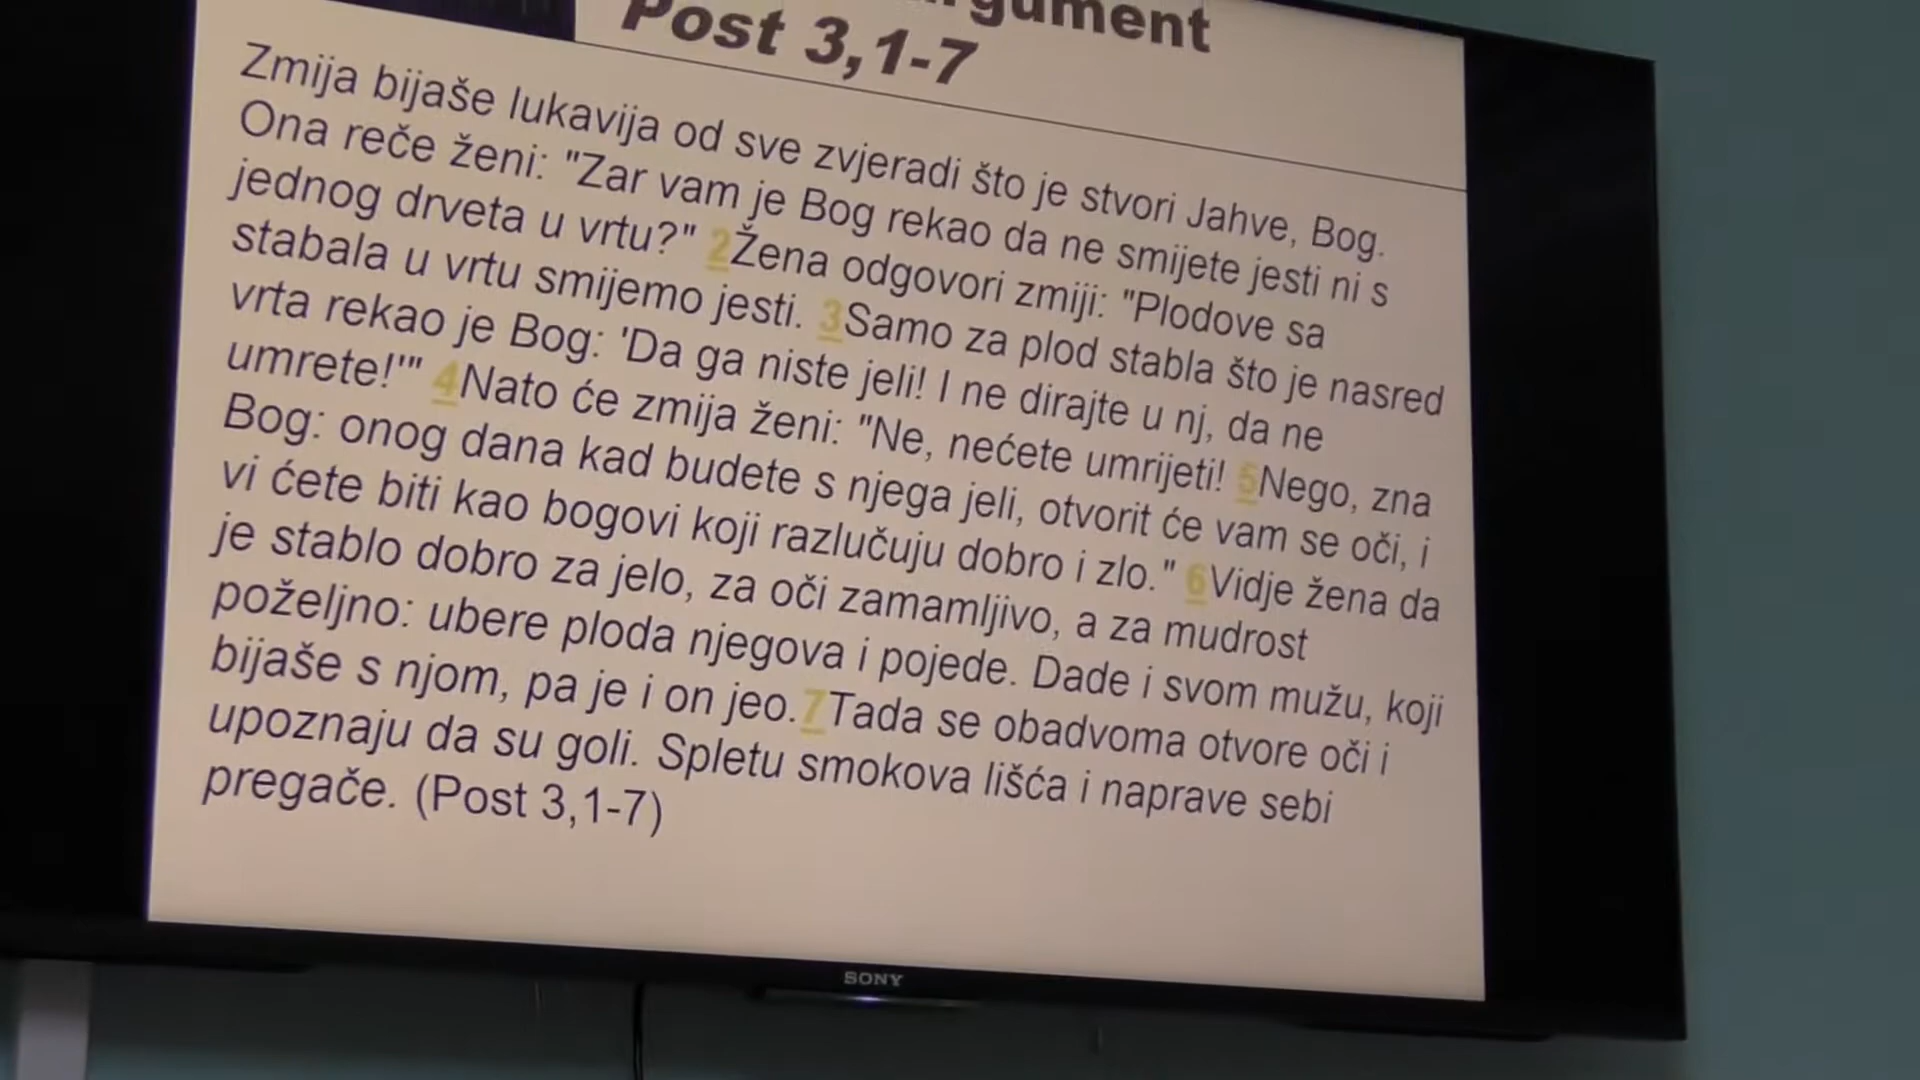 argument
Post 3,1-7
Zmija bijaše lukavija od sve zvjeradi što je stvori Jahve, Bog.
Ona reče ženi: "Zar vam je Bog rekao da ne smijete jesti ni s
jednog drveta u vrtu?" 2Žena odgovori zmiji: "Plodove sa
stabala u vrtu smijemo jesti. 3Samo za plod stabla što je nasred
vrta rekao je Bog: 'Da ga niste jeli! I ne dirajte u nj, da ne
umrete!'" 4Nato će zmija ženi: "Ne, nećete umrijeti! 5Nego, zna
Bog: onog dana kad budete s njega jeli, otvorit će vam se oči, i
vi ćete biti kao bogovi koji razlučuju dobro i zlo." 6Vidje žena da
je stablo dobro za jelo, za oči zamamljivo, a za mudrost
poželjno: ubere ploda njegova i pojede. Dade i svom mužu, koji
bijaše s njom, pa je i on jeo.7Tada se obadvoma otvore oči i
upoznaju da su goli. Spletu smokova lišća i naprave sebi
pregače. (Post 3,1-7)
SONY